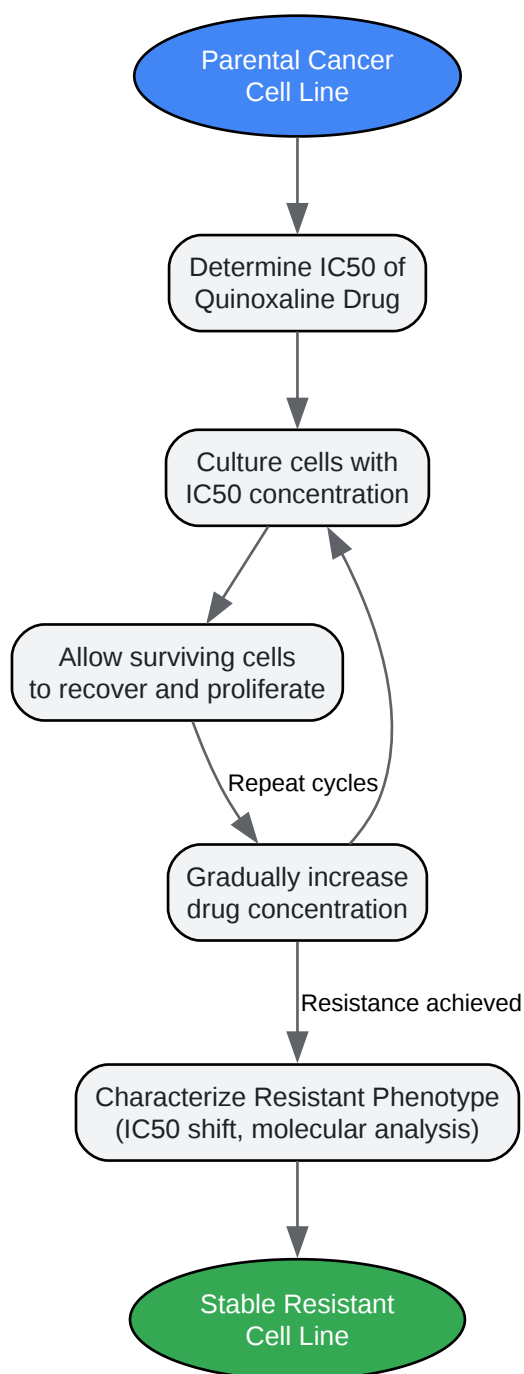 Parental Cancer
Cell Line
Determine IC50 of
Quinoxaline Drug
Culture cells with
IC50 concentration
Allow surviving cells
to recover and proliferate
Repeat cycles
Gradually increase
drug concentration
Resistance achieved
Characterize Resistant Phenotype
(IC50 shift, molecular analysis)
Stable Resistant
Cell Line